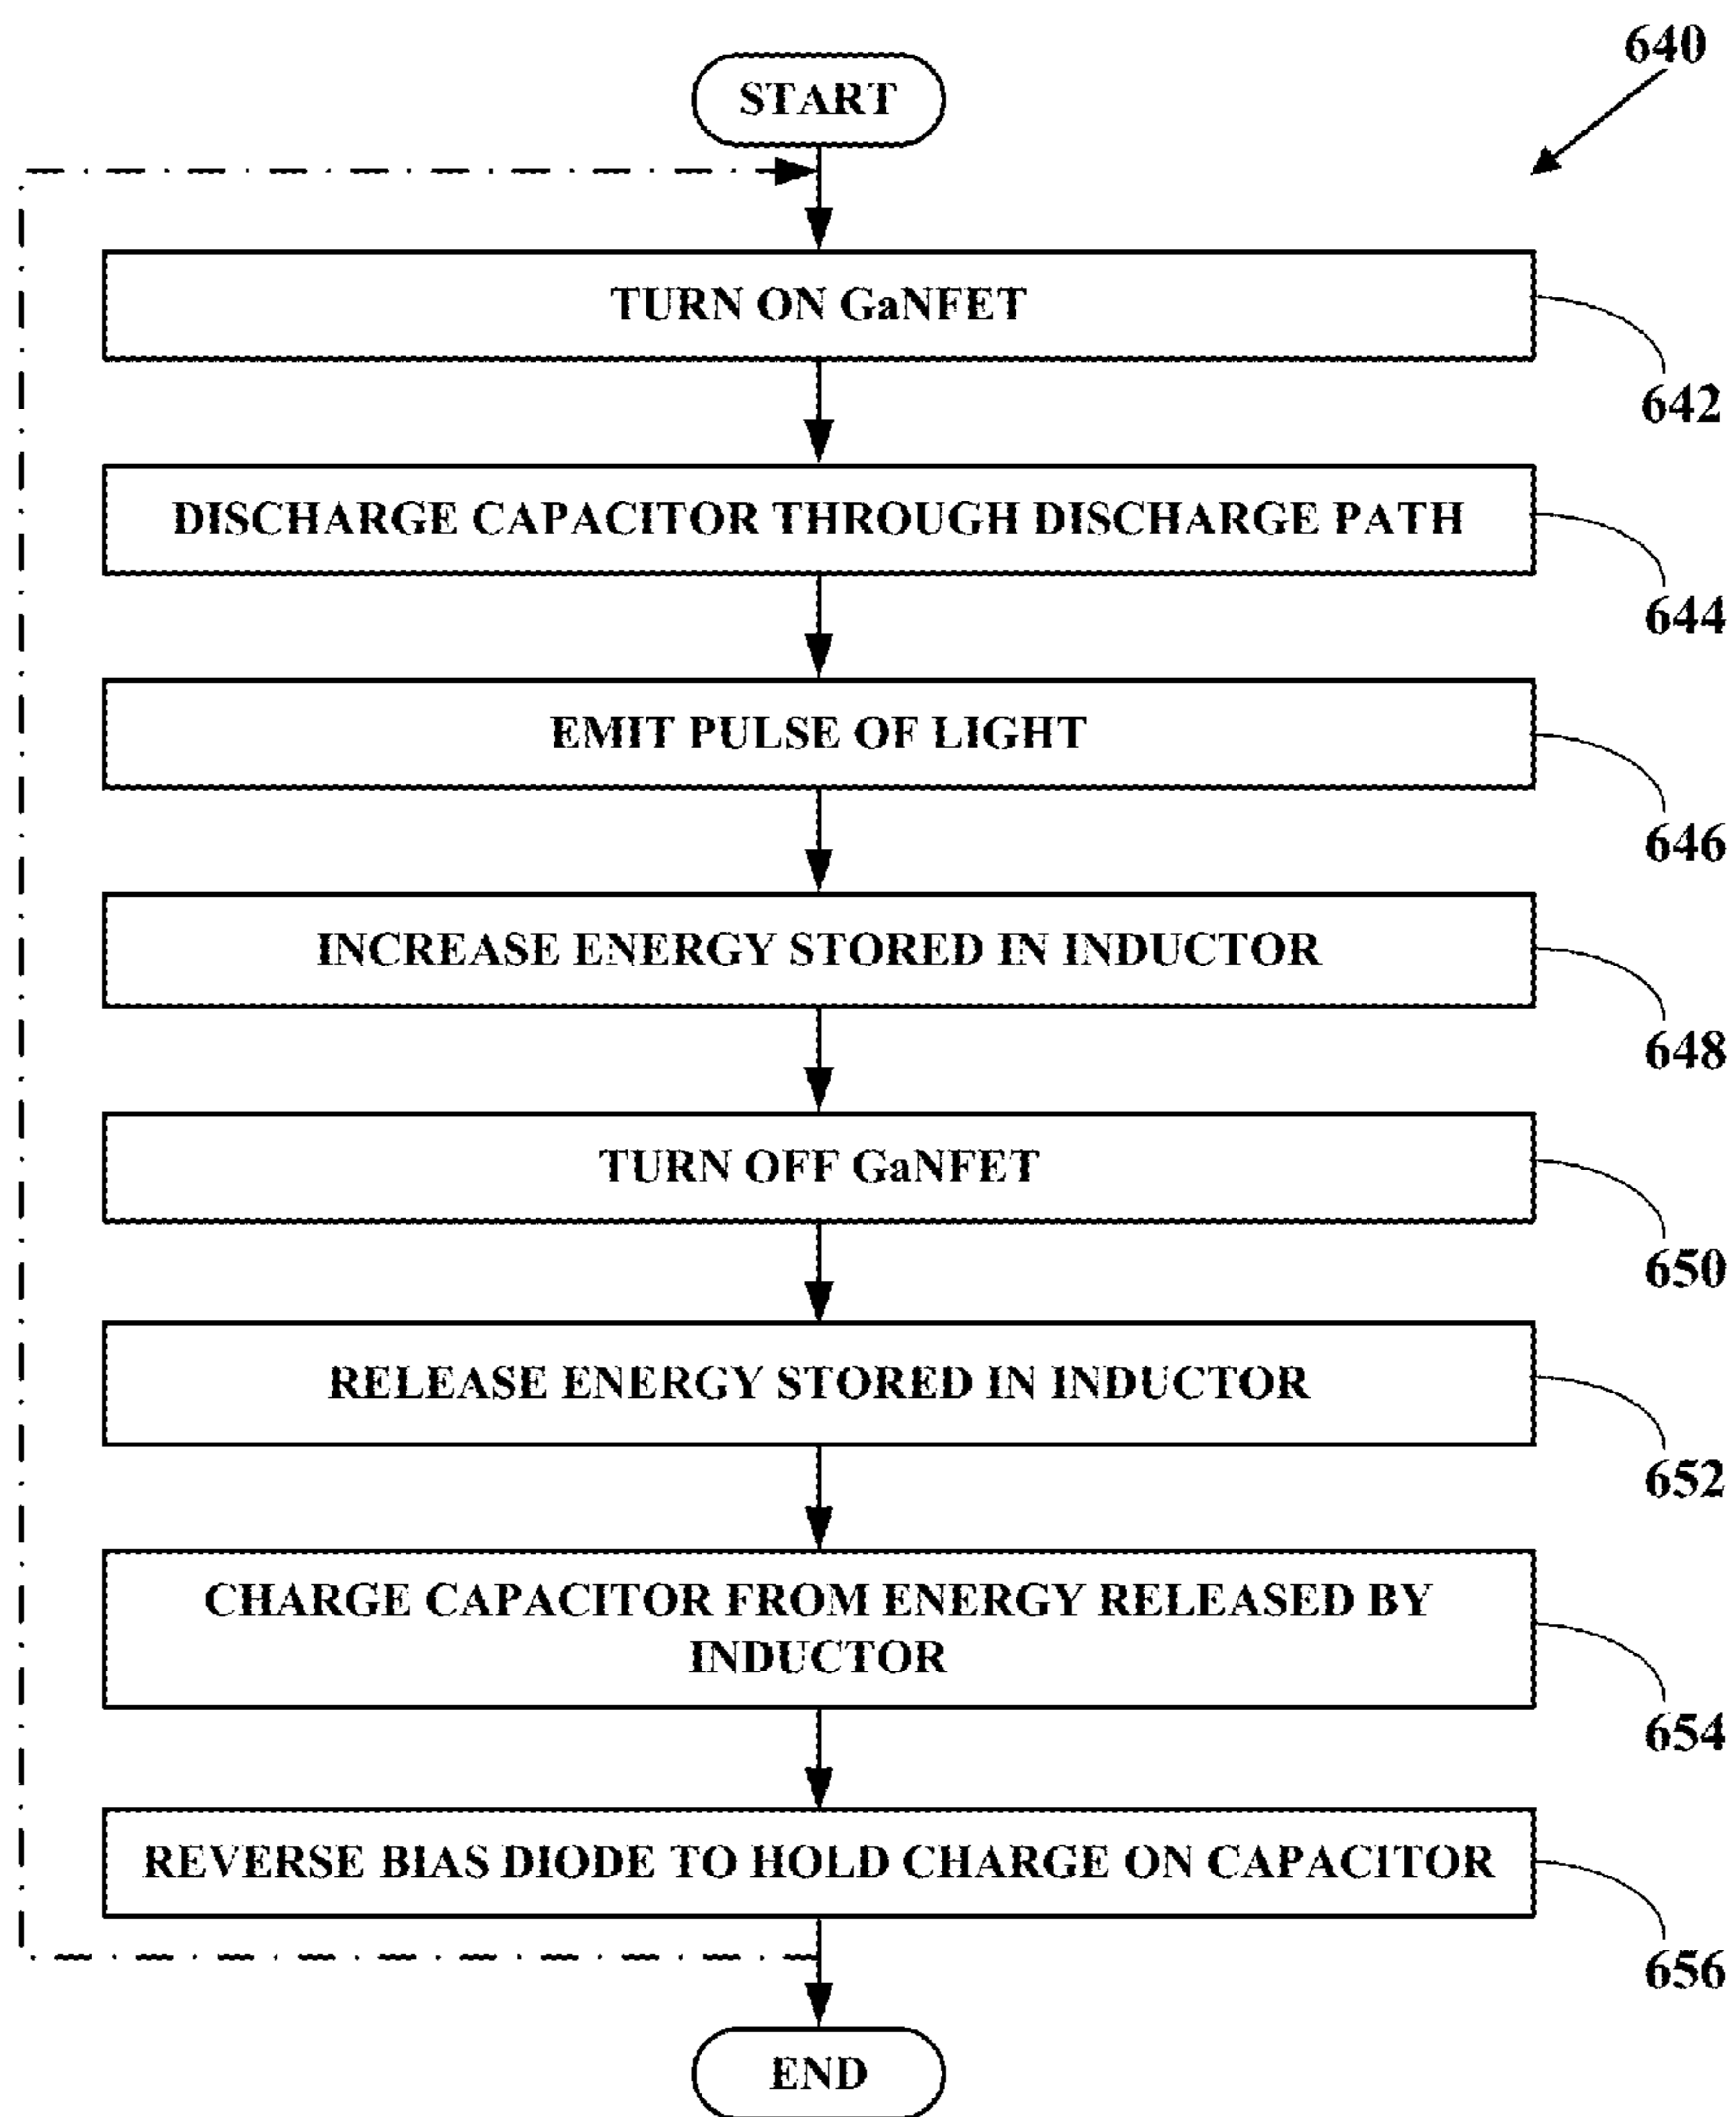 640
START
TURN ON GaNFET
642
DISCHARGE CAPACITOR THROUGH DISCHARGE PATH
644
EMIT PULSE OF LIGHT
646
INCREASE ENERGY STORED IN INDUCTOR
648
TURN OFF GaNFET
650
RELEASE ENERGY STORED IN INDUCTOR
652
CHARGE CAPACITOR FROM ENERGY RELEASED BY
INDUCTOR
654
REVERSE BIAS DIODE TO HOLD CHARGE ON CAPACITOR
656
END